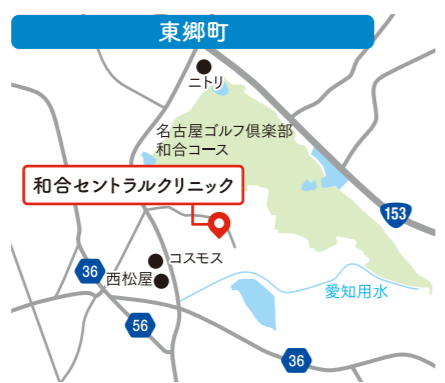 東郷町
ニトリ
名古屋ゴルフ倶楽部
和合コース
和合セントラルクリニック
153
コスモス
36
西松屋
愛知用水
56
36